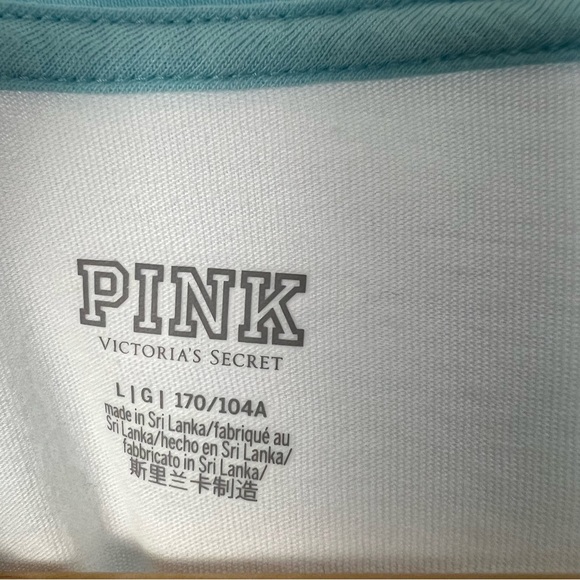 PINK
VICTORIA'S SECRET
L | G | 170/104A
made in Sri Lanka/fabriqué au
Sri Lanka/hecho en Sri Lanka/
fabbricato in Sri Lanka/
斯里兰卡制造